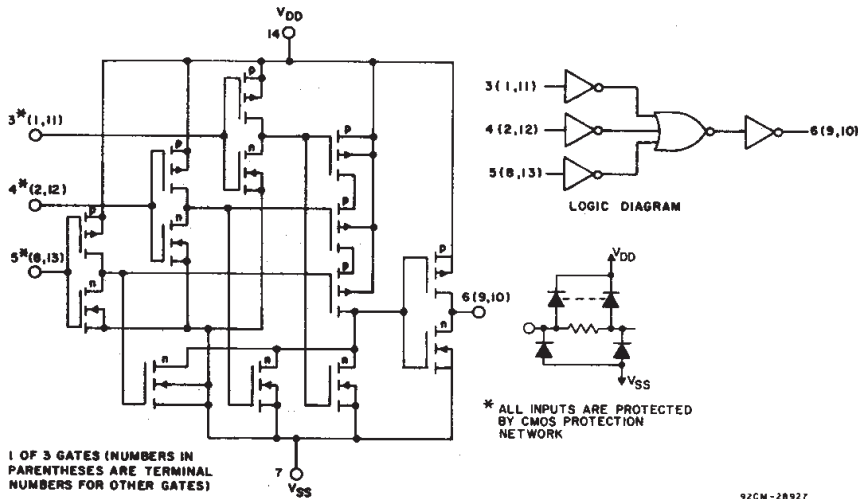 VDD
14
p
3*(1,11)
p
n
p
4*(2,12)
n
p
p
n
p
5*(8,13)
n
p
6(9,10)
n
n
n
n
7
VSS
1 OF 3 GATES (NUMBERS IN
PARENTHESES ARE TERMINAL
NUMBERS FOR OTHER GATES)
3(1,11)
4(2,12)
5(8,13)
6(9,10)
LOGIC DIAGRAM
VDD
VSS
* ALL INPUTS ARE PROTECTED
BY CMOS PROTECTION
NETWORK
92CM-28927